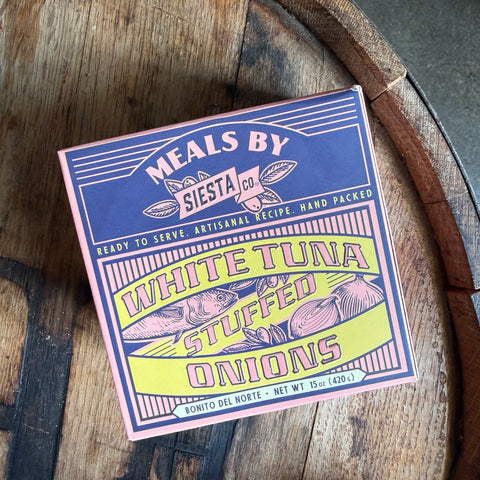 MEALS BY
SIESTA CO.
READY TO SERVE. ARTISANAL RECIPE. HAND PACKED
WHITE TUNA
STUFFED
ONIONS
BONITO DEL NORTE • NET WT 15 oz (420 g)